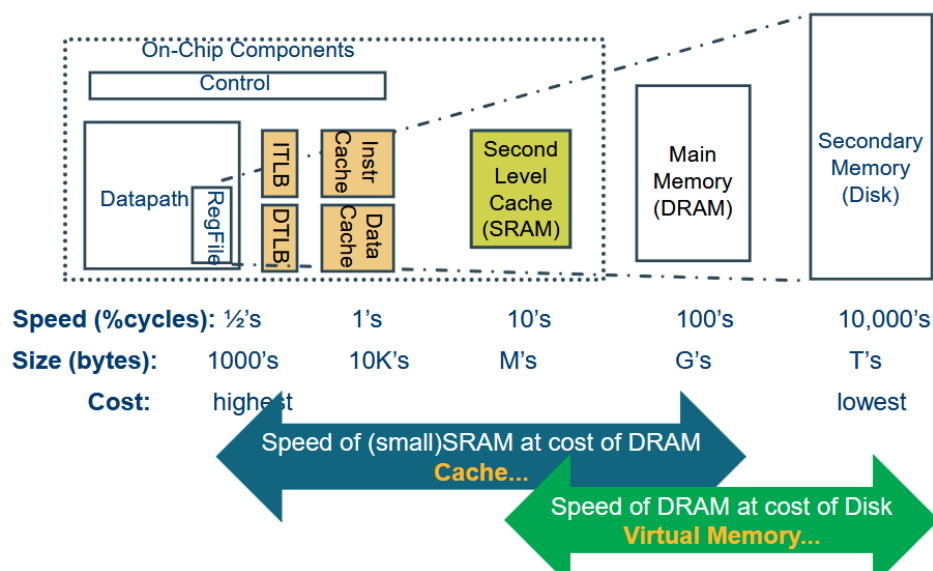 On-Chip Components
Control
Datapath
RegFile
ITLB
DTLB
Instr
Cache
Data
Cache
Second
Level
Cache
(SRAM)
Main
Memory
(DRAM)
Secondary
Memory
(Disk)
Speed (%cycles): ½'s 1's 10's 100's 10,000's
Size (bytes): 1000's 10K's M's G's T's
Cost: highest lowest
Speed of (small)SRAM at cost of DRAM
Cache...
Speed of DRAM at cost of Disk
Virtual Memory...